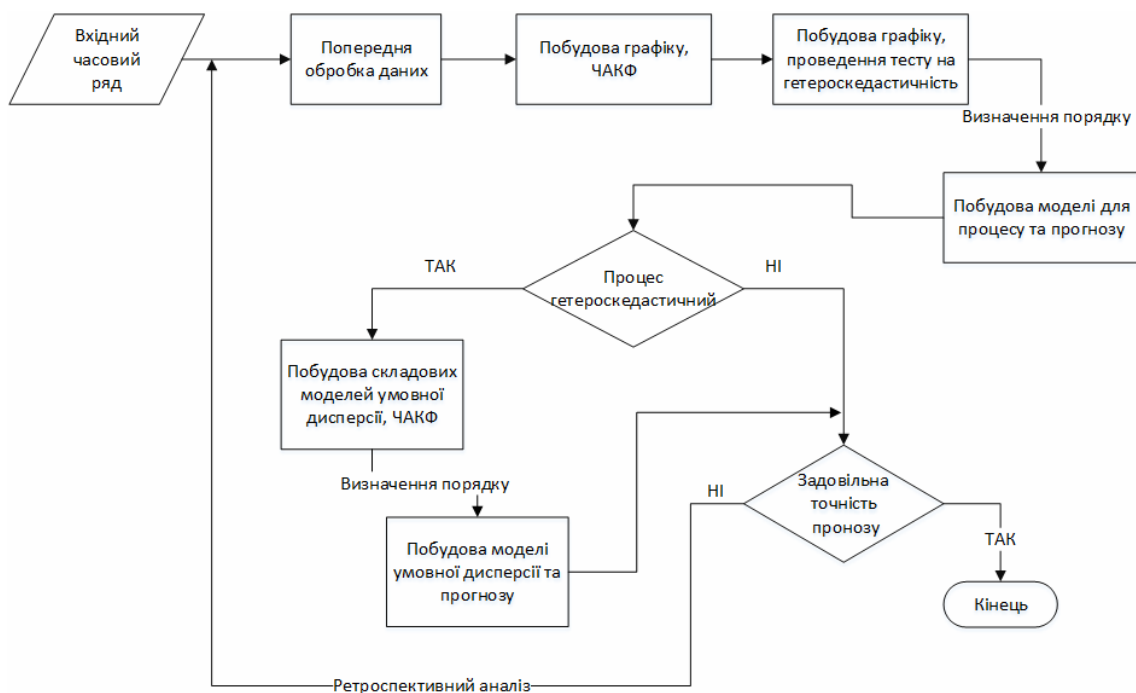 Вхідний
часовий
ряд
Попередня
обробка даних
Побудова графіку,
ЧАКФ
Побудова графіку,
проведення тесту на
гетероскедастичність
Визначення порядку
Побудова моделі для
процесу та прогнозу
ТАК
Процес
гетероскедастичний
НІ
Побудова складових
моделей умовної
дисперсії, ЧАКФ
Визначення порядку
Побудова моделі
умовної дисперсії та
прогнозу
НІ
Задовільна
точність
пронозу
ТАК
Кінець
Ретроспективний аналіз